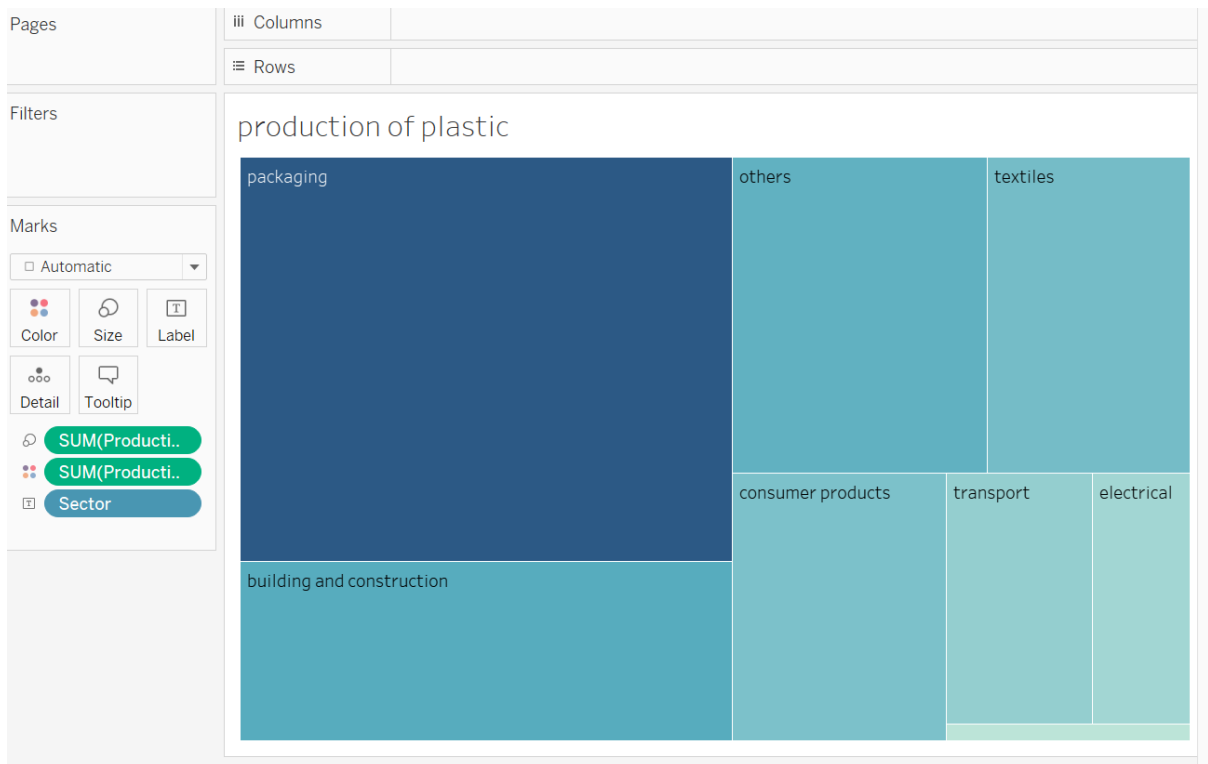 Pages
Columns
Rows
Filters
production of plastic
packaging
others
textiles
Marks
Automatic
Color
Size
Label
Detail
Tooltip
SUM(Producti..
SUM(Producti..
Sector
consumer products
transport
electrical
building and construction